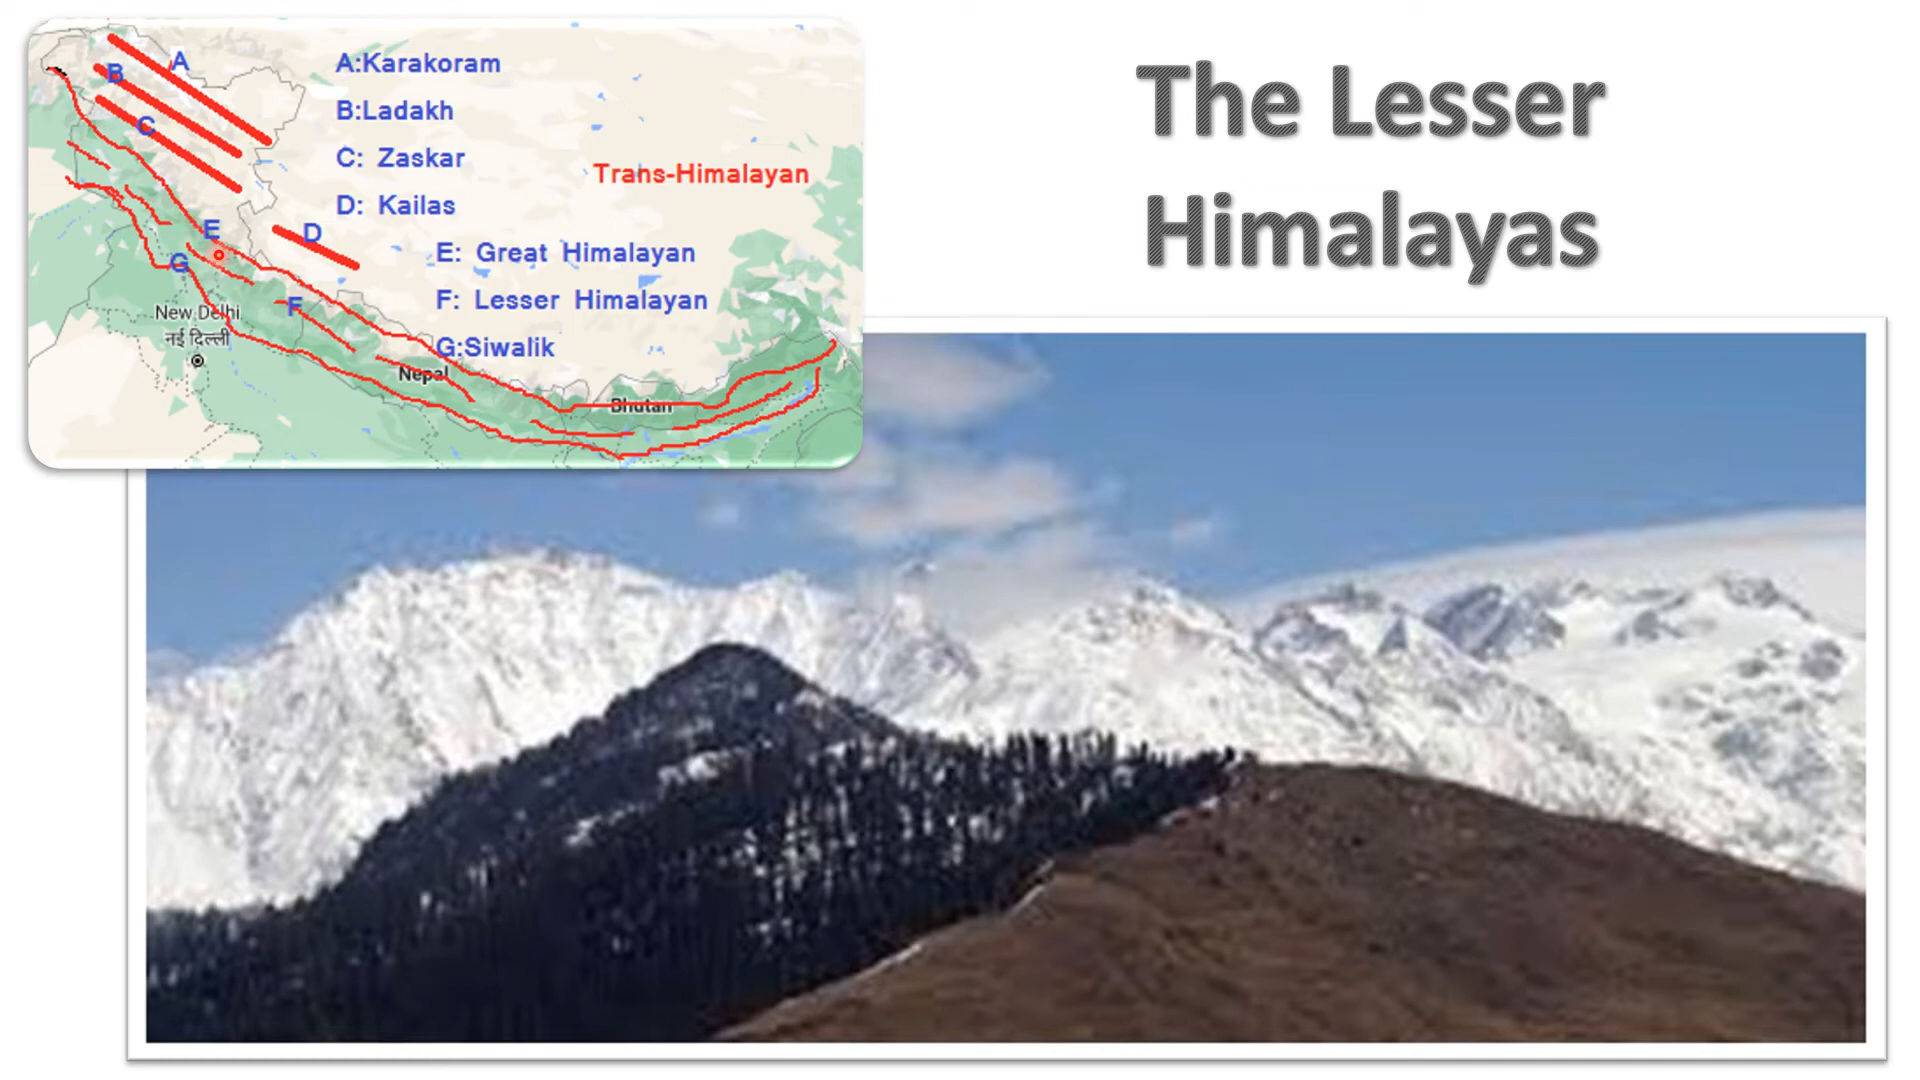 The Lesser
Himalayas
A
B
C
D
E
F
G
A:Karakoram
B:Ladakh
C: Zaskar
D: Kailas
Trans-Himalayan
E: Great Himalayan
F: Lesser Himalayan
G:Siwalik
New Delhi
नई दिल्ली
Nepal
Bhutan